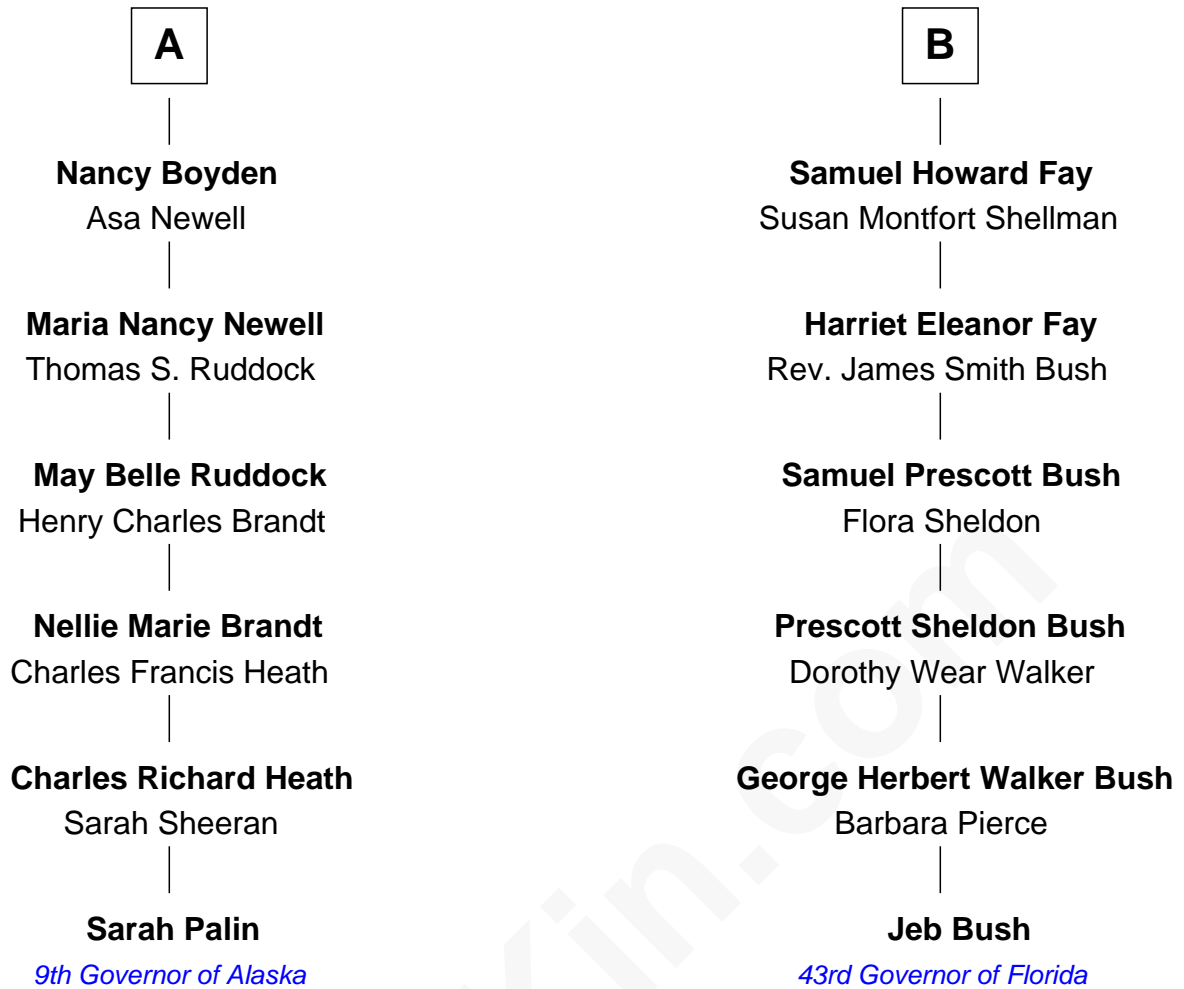 A
Nancy Boyden
Asa Newell
Maria Nancy Newell
Thomas S. Ruddock
May Belle Ruddock
Henry Charles Brandt
Nellie Marie Brandt
Charles Francis Heath
Charles Richard Heath
Sarah Sheeran
Sarah Palin
9th Governor of Alaska
B
Samuel Howard Fay
Susan Montfort Shellman
Harriet Eleanor Fay
Rev. James Smith Bush
Samuel Prescott Bush
Flora Sheldon
Prescott Sheldon Bush
Dorothy Wear Walker
George Herbert Walker Bush
Barbara Pierce
Jeb Bush
43rd Governor of Florida